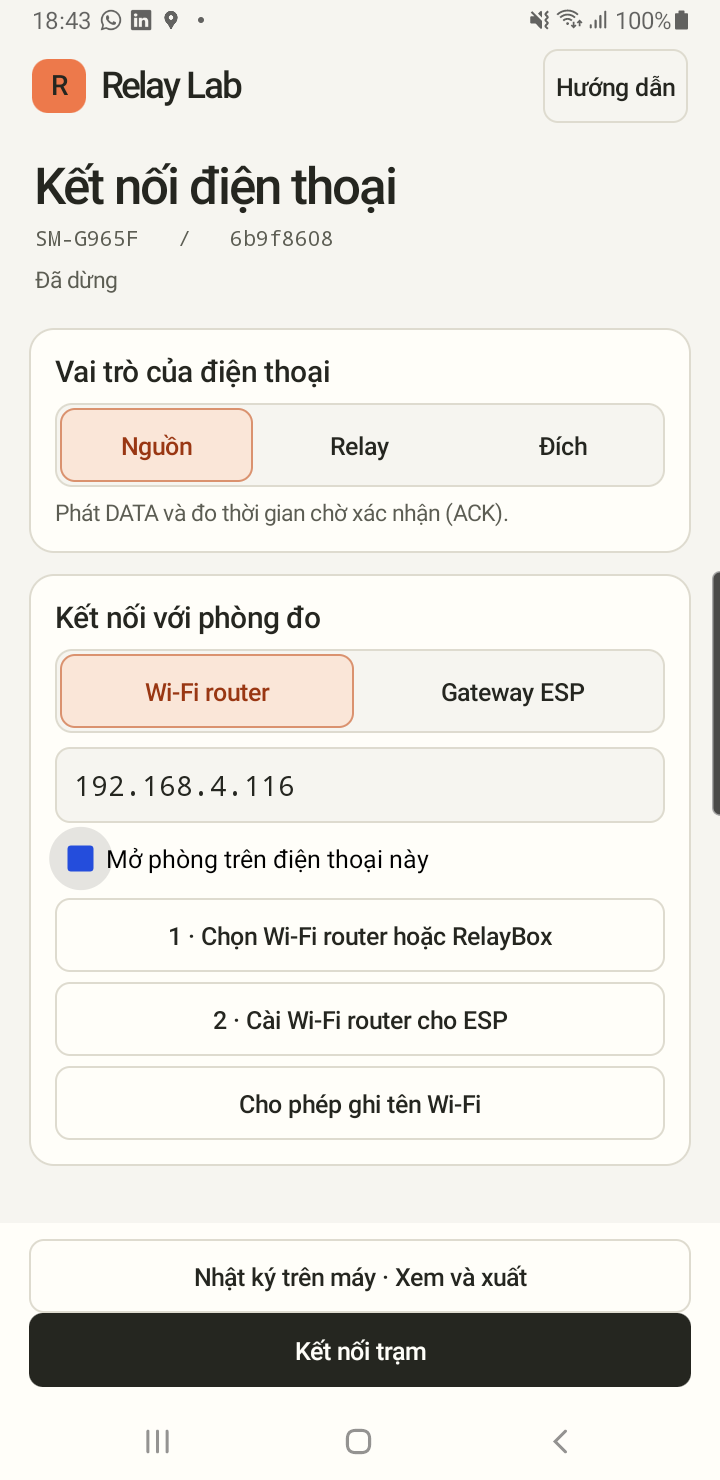 18:43
100%
R Relay Lab
Hướng dẫn
Kết nối điện thoại
SM-G965F / 6b9f8608
Đã dừng
Vai trò của điện thoại
Nguồn
Relay
Đích
Phát DATA và đo thời gian chờ xác nhận (ACK).
Kết nối với phòng đo
Wi-Fi router
Gateway ESP
192.168.4.116
Mở phòng trên điện thoại này
1 · Chọn Wi-Fi router hoặc RelayBox
2 · Cài Wi-Fi router cho ESP
Cho phép ghi tên Wi-Fi
Nhật ký trên máy · Xem và xuất
Kết nối trạm